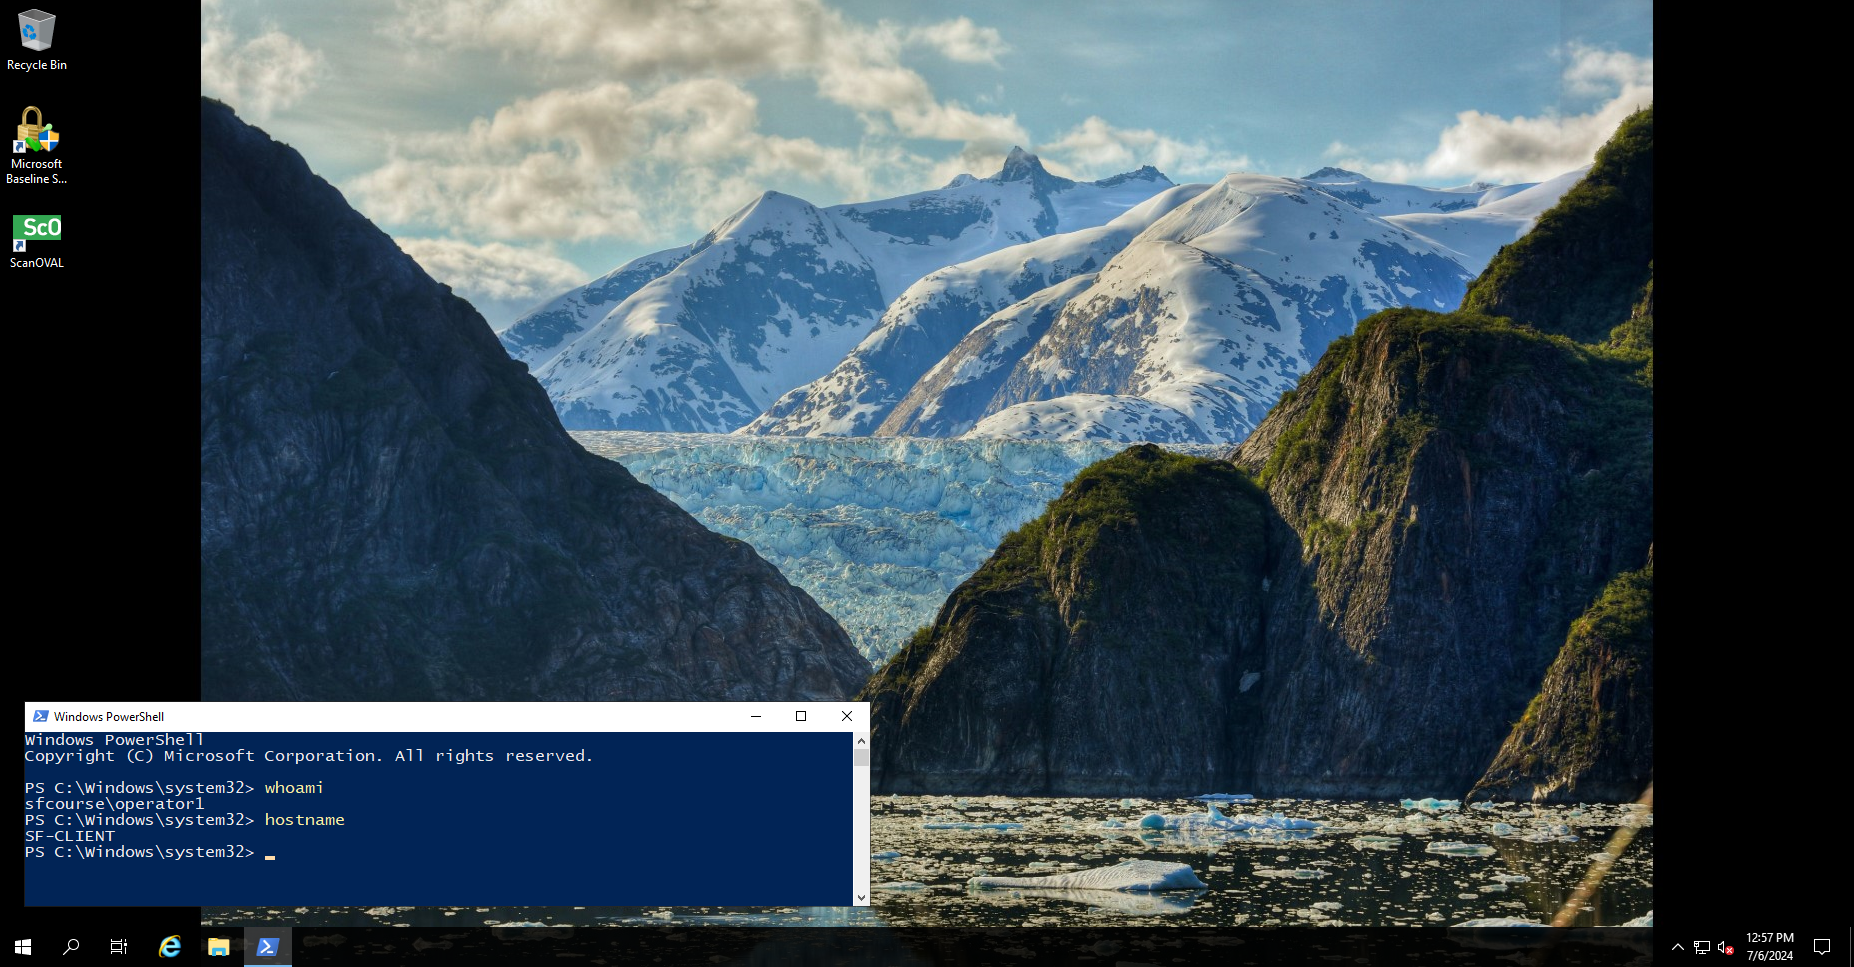 Recycle Bin
Microsoft
Baseline S...
ScO
ScanOVAL
Windows PowerShell
Windows PowerShell
Copyright (C) Microsoft Corporation. All rights reserved.
PS C:\Windows\system32> whoami
sfcourse\operator1
PS C:\Windows\system32> hostname
SF-CLIENT
PS C:\Windows\system32>
12:57 PM
7/6/2024